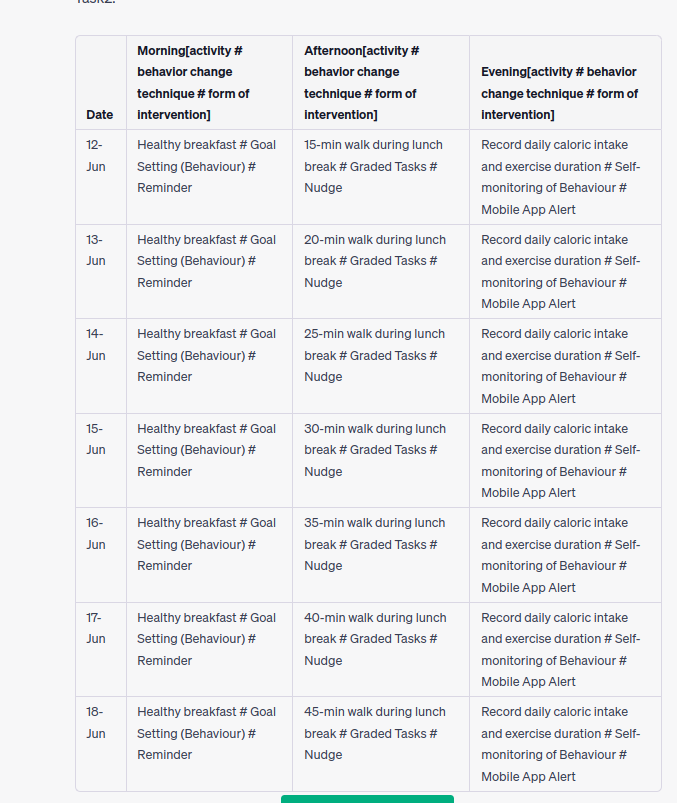 Task2:
Morning[activity #
behavior change
technique # form of
intervention]
Afternoon[activity #
behavior change
technique # form of
intervention]
Evening[activity # behavior
change technique # form of
intervention]
Date
12-
Jun
Healthy breakfast # Goal
Setting (Behaviour) #
Reminder
15-min walk during lunch
break # Graded Tasks #
Nudge
Record daily caloric intake
and exercise duration # Self-
monitoring of Behaviour #
Mobile App Alert
13-
Jun
Healthy breakfast # Goal
Setting (Behaviour) #
Reminder
20-min walk during lunch
break # Graded Tasks #
Nudge
Record daily caloric intake
and exercise duration # Self-
monitoring of Behaviour #
Mobile App Alert
14-
Jun
Healthy breakfast # Goal
Setting (Behaviour) #
Reminder
25-min walk during lunch
break # Graded Tasks #
Nudge
Record daily caloric intake
and exercise duration # Self-
monitoring of Behaviour #
Mobile App Alert
15-
Jun
Healthy breakfast # Goal
Setting (Behaviour) #
Reminder
30-min walk during lunch
break # Graded Tasks #
Nudge
Record daily caloric intake
and exercise duration # Self-
monitoring of Behaviour #
Mobile App Alert
16-
Jun
Healthy breakfast # Goal
Setting (Behaviour) #
Reminder
35-min walk during lunch
break # Graded Tasks #
Nudge
Record daily caloric intake
and exercise duration # Self-
monitoring of Behaviour #
Mobile App Alert
17-
Jun
Healthy breakfast # Goal
Setting (Behaviour) #
Reminder
40-min walk during lunch
break # Graded Tasks #
Nudge
Record daily caloric intake
and exercise duration # Self-
monitoring of Behaviour #
Mobile App Alert
18-
Jun
Healthy breakfast # Goal
Setting (Behaviour) #
Reminder
45-min walk during lunch
break # Graded Tasks #
Nudge
Record daily caloric intake
and exercise duration # Self-
monitoring of Behaviour #
Mobile App Alert